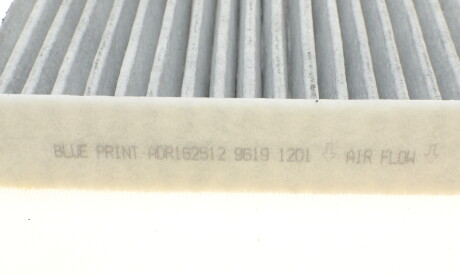 BLUE PRINT ADR162512 9619 1201 ⇩ AIR FLOW ⇩